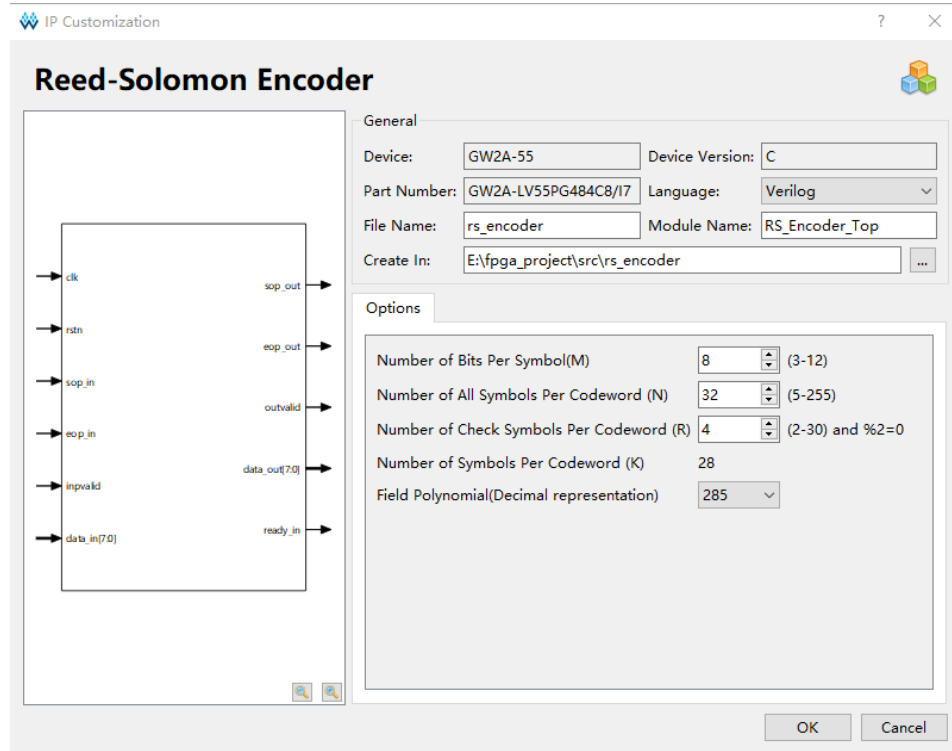 IP Customization ? ×
Reed-Solomon Encoder
clk
rstn
sop_in
eop_in
inpvalid
data_in[7:0]
sop_out
eop_out
outvalid
data_out[7:0]
ready_in
General
Device: GW2A-55 Device Version: C
Part Number: GW2A-LV55PG484C8/I7 Language: Verilog
File Name: rs_encoder Module Name: RS_Encoder_Top
Create In: E:\fpga_project\src\rs_encoder ...
Options
Number of Bits Per Symbol(M) 8 (3-12)
Number of All Symbols Per Codeword (N) 32 (5-255)
Number of Check Symbols Per Codeword (R) 4 (2-30) and %2=0
Number of Symbols Per Codeword (K) 28
Field Polynomial(Decimal representation) 285
OK Cancel